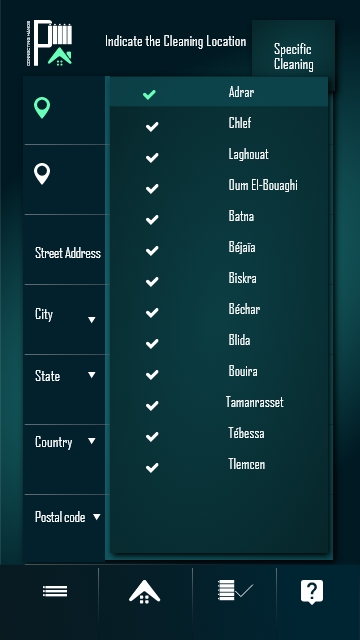 Indicate the Cleaning Location
Specific
Cleaning
Adrar
Chlef
Laghouat
Oum El-Bouaghi
Batna
Béjaïa
Biskra
Béchar
Blida
Bouira
Tamanrasset
Tébessa
Tlemcen
Street Address
City
State
Country
Postal code